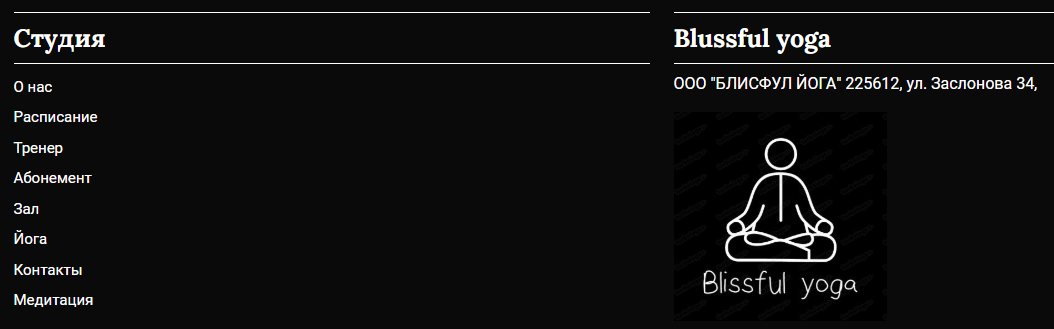 Студия
О нас
Расписание
Тренер
Абонемент
Зал
Йога
Контакты
Медитация
Blussful yoga
ООО "БЛИСФУЛ ЙОГА" 225612, ул. Заслонова 34,
Blissful yoga